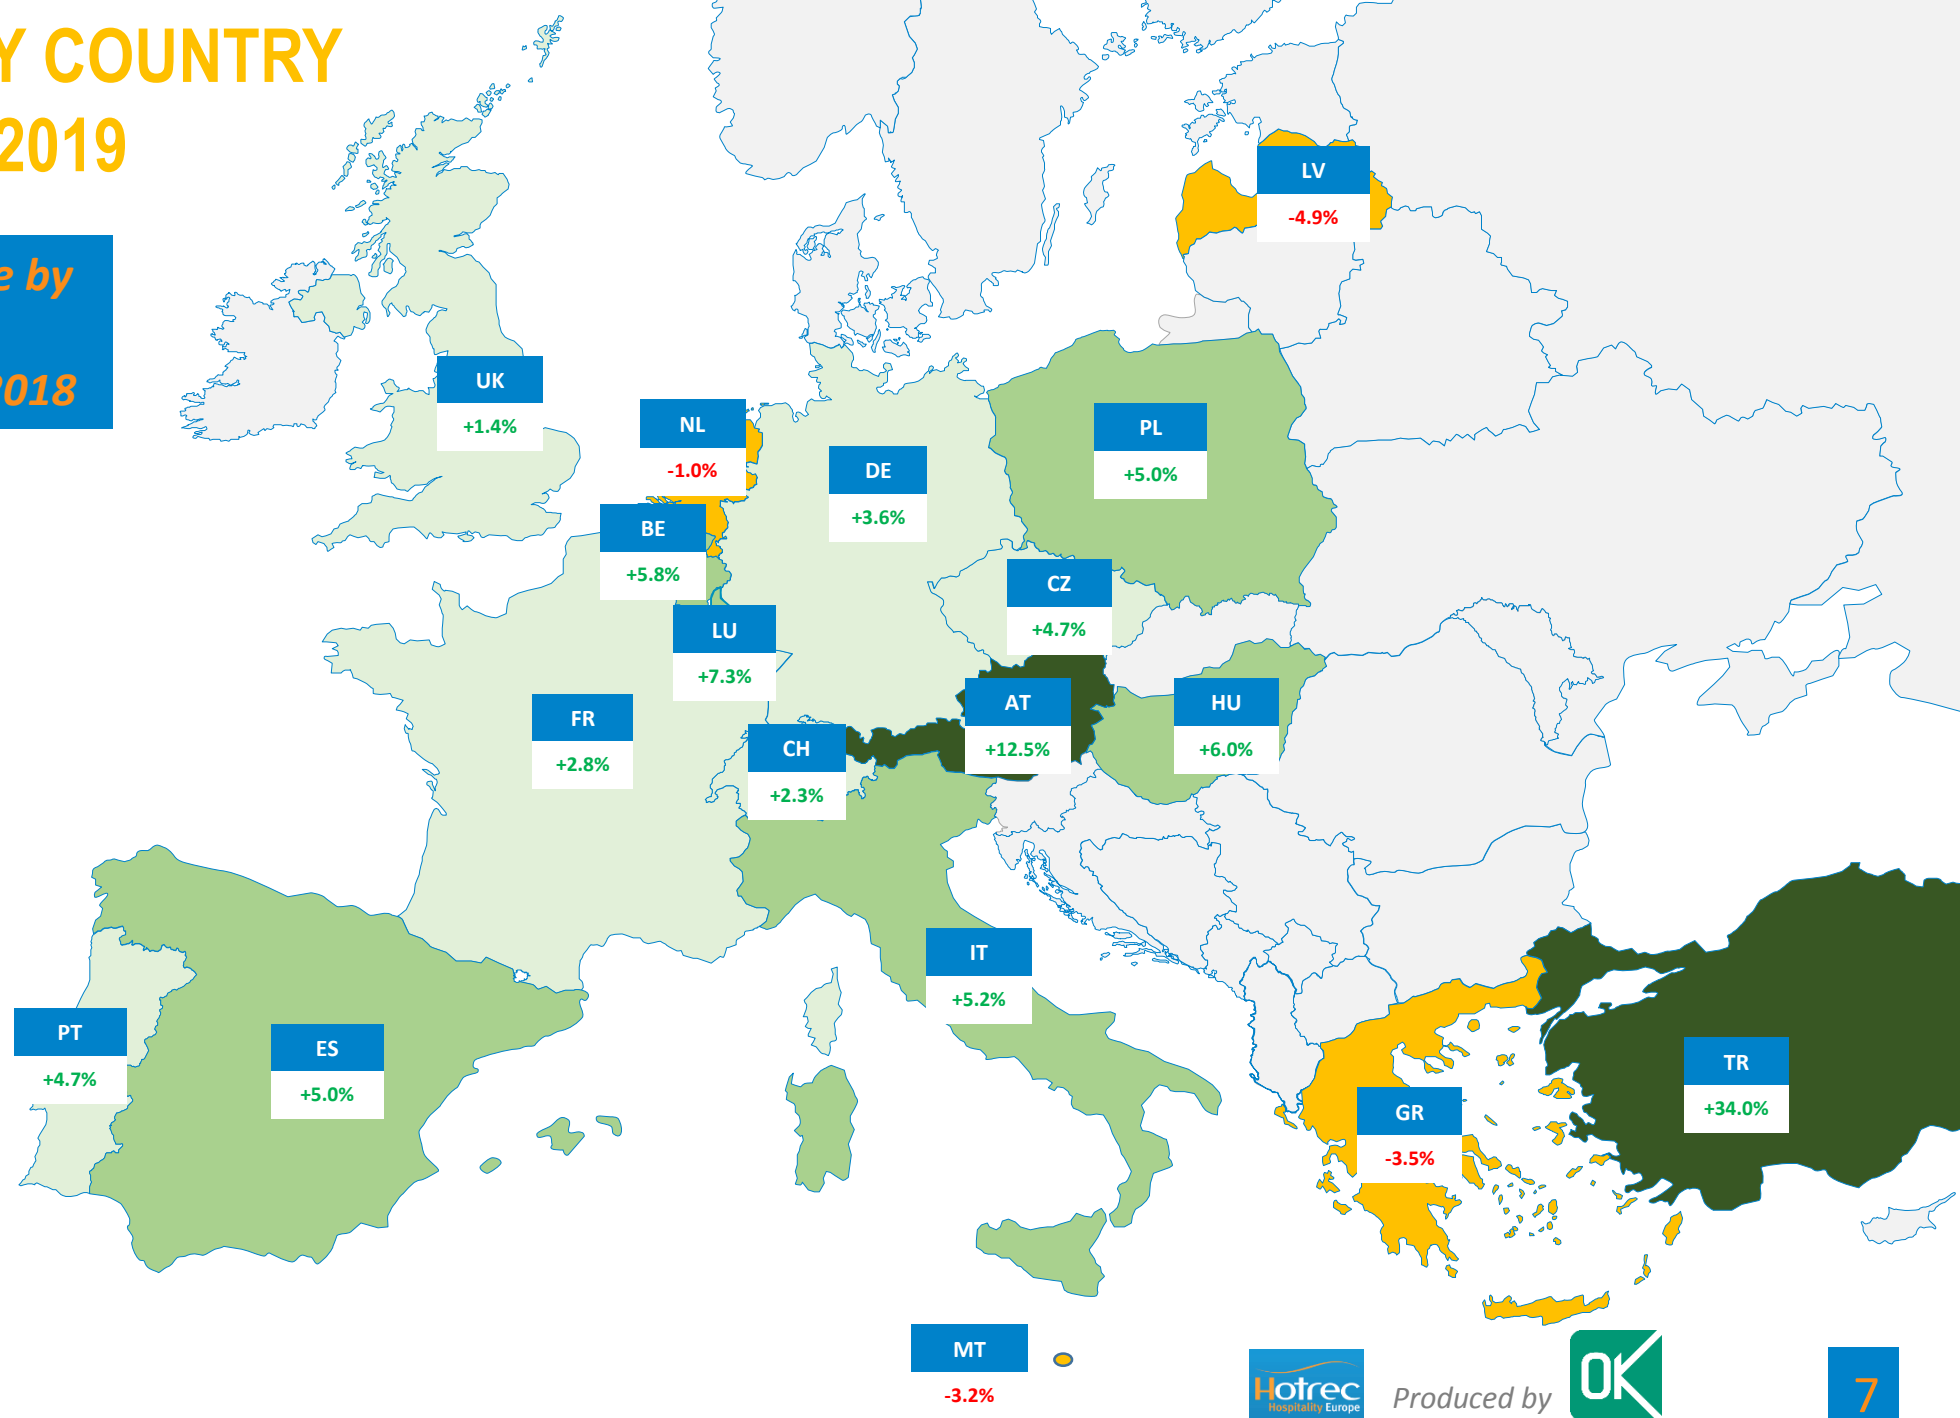 Y COUNTRY
2019
e by
2018
LV
-4.9%
UK
+1.4%
NL
-1.0%
PL
+5.0%
DE
+3.6%
BE
+5.8%
CZ
+4.7%
LU
+7.3%
AT
+12.5%
HU
+6.0%
FR
+2.8%
CH
+2.3%
IT
+5.2%
PT
+4.7%
ES
+5.0%
TR
+34.0%
GR
-3.5%
MT
-3.2%
Hotrec
Hospitality Europe
Produced by
OK
7